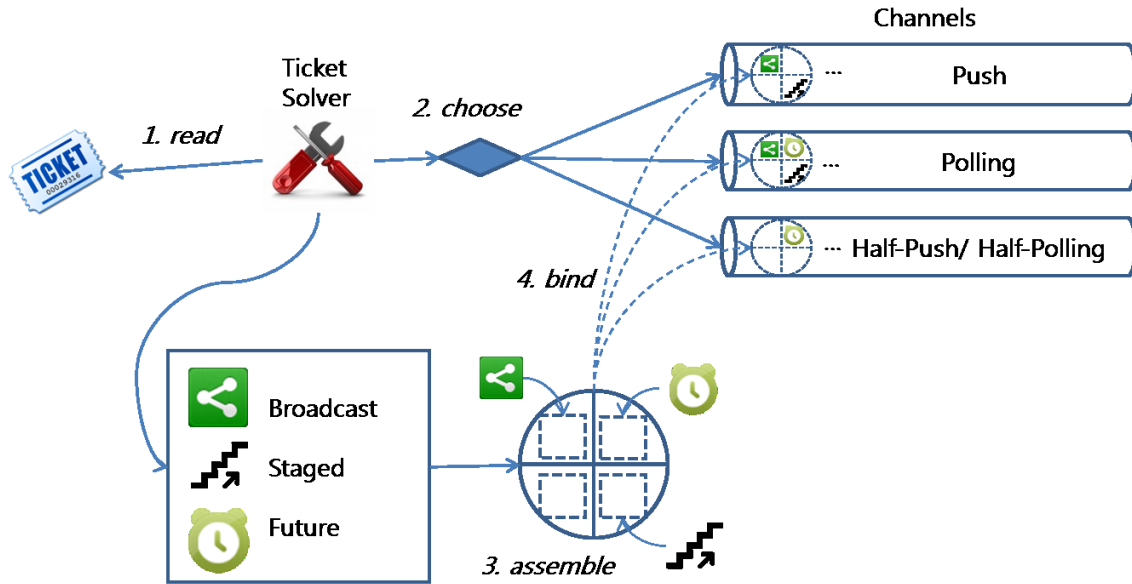 Channels
Ticket
Solver
Push
1. read
2. choose
TICKET
00029316
Polling
Half-Push/ Half-Polling
4. bind
Broadcast
Staged
Future
3. assemble
...
...
...